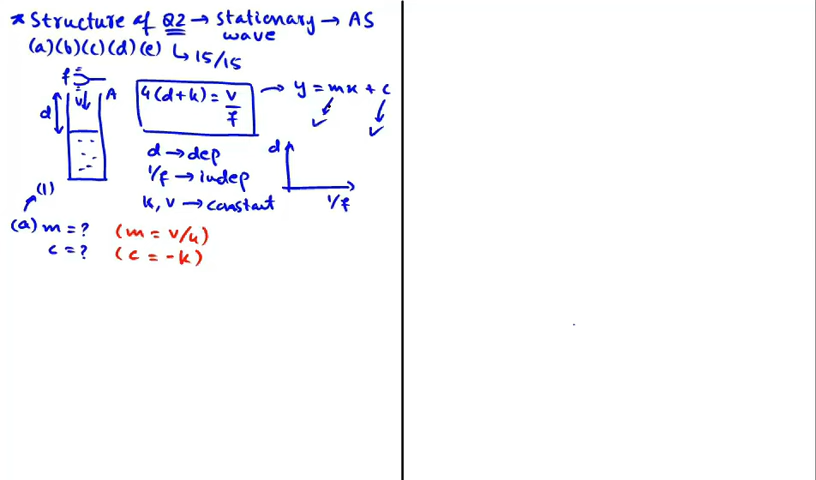 * Structure of Q2 → stationary → AS
wave
(a)(b)(c)(d)(e) ↳ 15/15
f
A
v
d
4(d+k) = v/f → y = mx + c
✓ ✓
d → dep
1/f → indep
k, v → constant
d
1/f
(1)
(a) m = ? (m = v/4)
c = ? (c = -k)